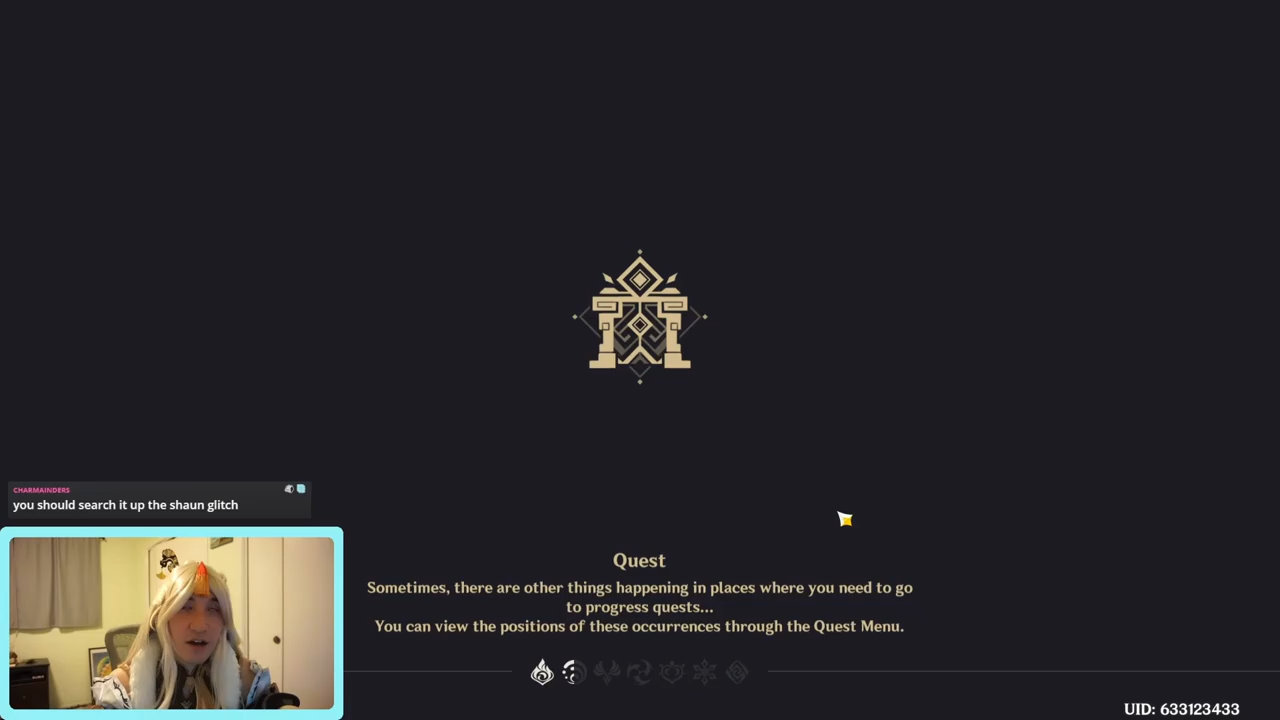 CHARMAINDERS
you should search it up the shaun glitch
Quest
Sometimes, there are other things happening in places where you need to go
to progress quests...
You can view the positions of these occurrences through the Quest Menu.
UID: 633123433